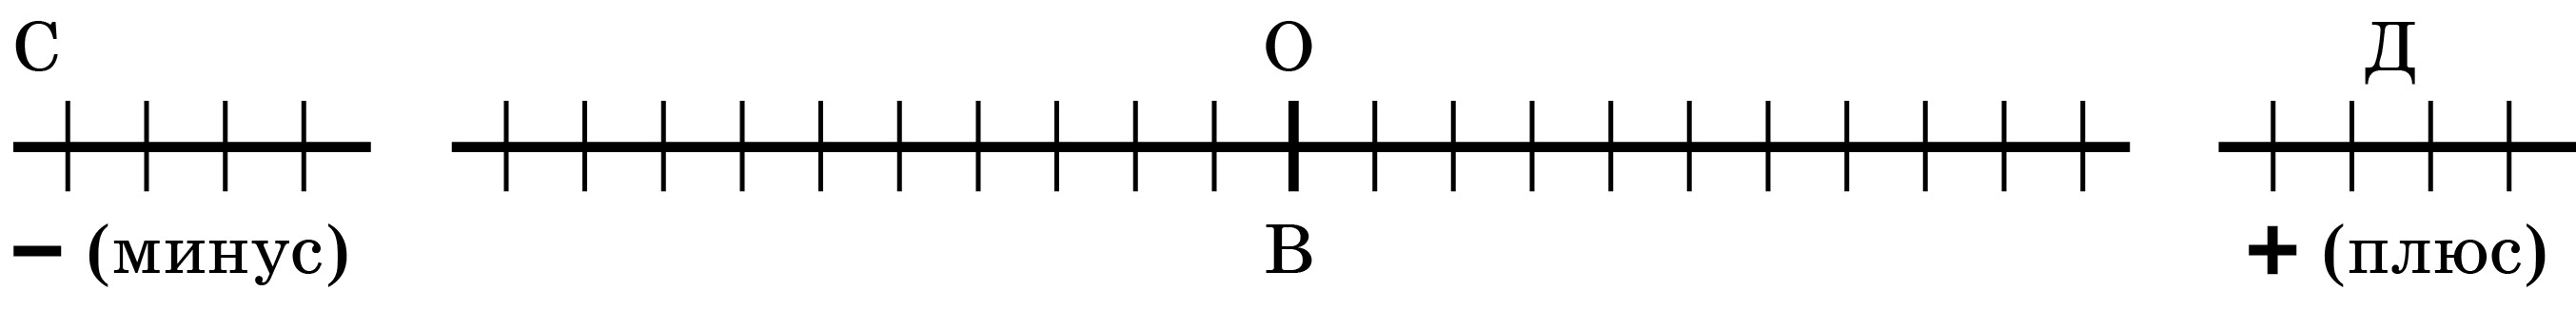 С О Д
− (минус) В + (плюс)